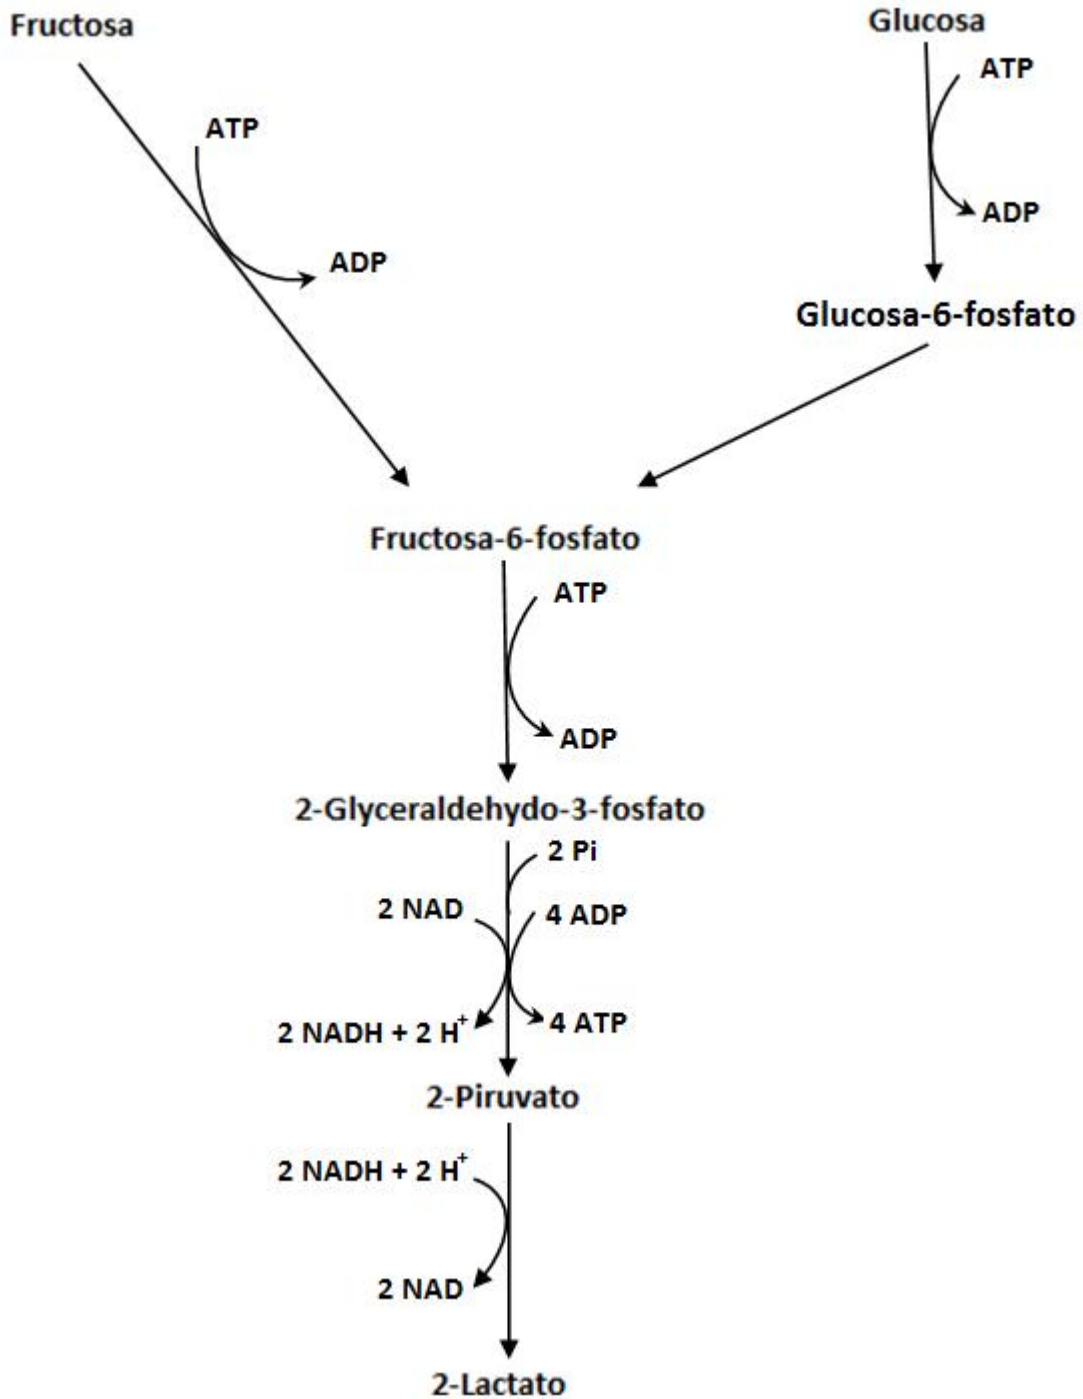 Fructosa
Glucosa
ATP
ADP
ATP
ADP
Glucosa-6-fosfato
Fructosa-6-fosfato
ATP
ADP
2-Glyceraldehydo-3-fosfato
2 Pi
2 NAD
4 ADP
2 NADH + 2 H⁺
4 ATP
2-Piruvato
2 NADH + 2 H⁺
2 NAD
2-Lactato